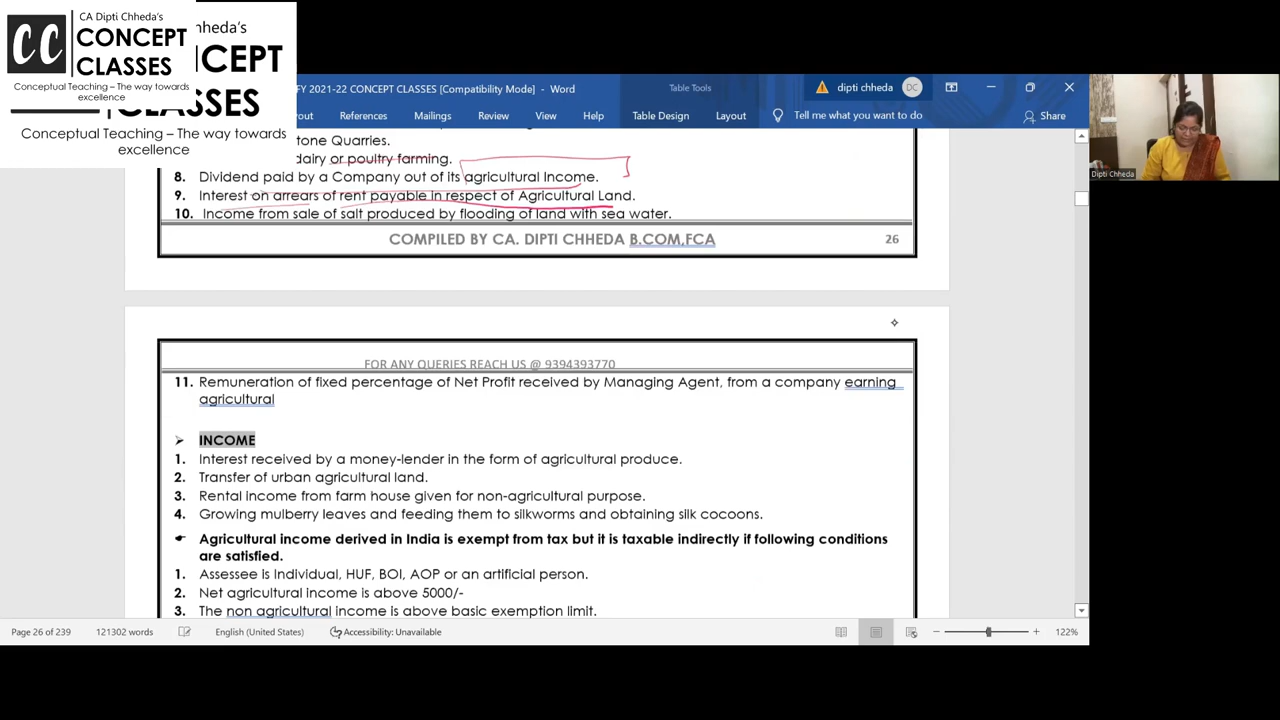 CA Dipti Chheda's
CONCEPT
CLASSES
Conceptual Teaching – The way towards
excellence
hheda's
CEPT
Conceptual Teaching – The way towards
excellence
FY 2021-22 CONCEPT CLASSES [Compatibility Mode] - Word
Table Tools
dipti chheda
DC
References
Mailings
Review
View
Help
Table Design
Layout
Tell me what you want to do
Share
tone Quarries.
dairy or poultry farming.
8. Dividend paid by a Company out of its agricultural Income.
9. Interest on arrears of rent payable in respect of Agricultural Land.
10. Income from sale of salt produced by flooding of land with sea water.
COMPILED BY CA. DIPTI CHHEDA B.COM,FCA
26
FOR ANY QUERIES REACH US @ 9394393770
11. Remuneration of fixed percentage of Net Profit received by Managing Agent, from a company earning
agricultural
INCOME
1. Interest received by a money-lender in the form of agricultural produce.
2. Transfer of urban agricultural land.
3. Rental income from farm house given for non-agricultural purpose.
4. Growing mulberry leaves and feeding them to silkworms and obtaining silk cocoons.
Agricultural income derived in India is exempt from tax but it is taxable indirectly if following conditions
are satisfied.
1. Assessee is Individual, HUF, BOI, AOP or an artificial person.
2. Net agricultural income is above 5000/-
3. The non agricultural income is above basic exemption limit.
Page 26 of 239
121302 words
English (United States)
Accessibility: Unavailable
122%
Dipti Chheda